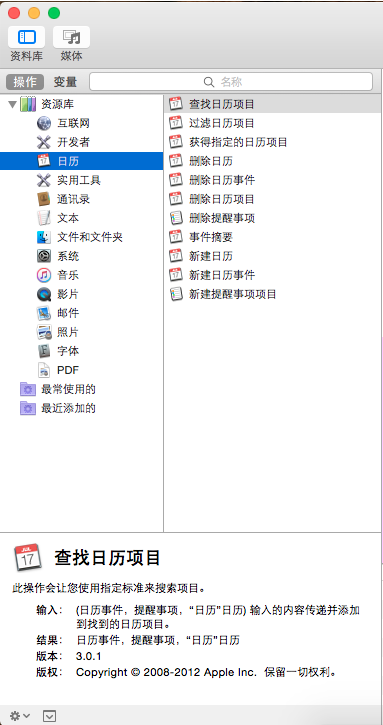 资料库
媒体
操作
变量
名称
资源库
互联网
开发者
日历
实用工具
通讯录
文本
文件和文件夹
系统
音乐
影片
邮件
照片
字体
PDF
最常使用的
最近添加的
查找日历项目
过滤日历项目
获得指定的日历项目
删除日历
删除日历事件
删除日历项目
删除提醒事项
事件摘要
新建日历
新建日历事件
新建提醒事项项目
查找日历项目
此操作会让您使用指定标准来搜索项目。
输入： (日历事件，提醒事项，“日历”日历) 输入的内容传递并添加
到找到的日历项目。
结果： 日历事件，提醒事项，“日历”日历
版本： 3.0.1
版权： Copyright © 2008-2012 Apple Inc. 保留一切权利。